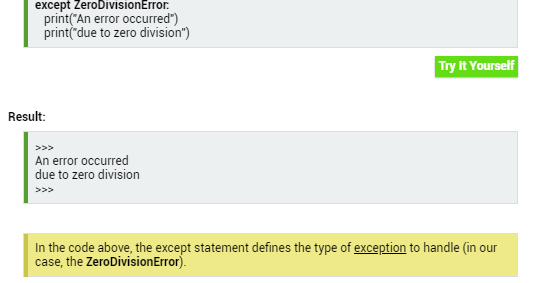 except ZeroDivisionError:
print("An error occurred")
print("due to zero division")
Try It Yourself
Result:
>>>
An error occurred
due to zero division
>>>
In the code above, the except statement defines the type of exception to handle (in our
case, the ZeroDivisionError).